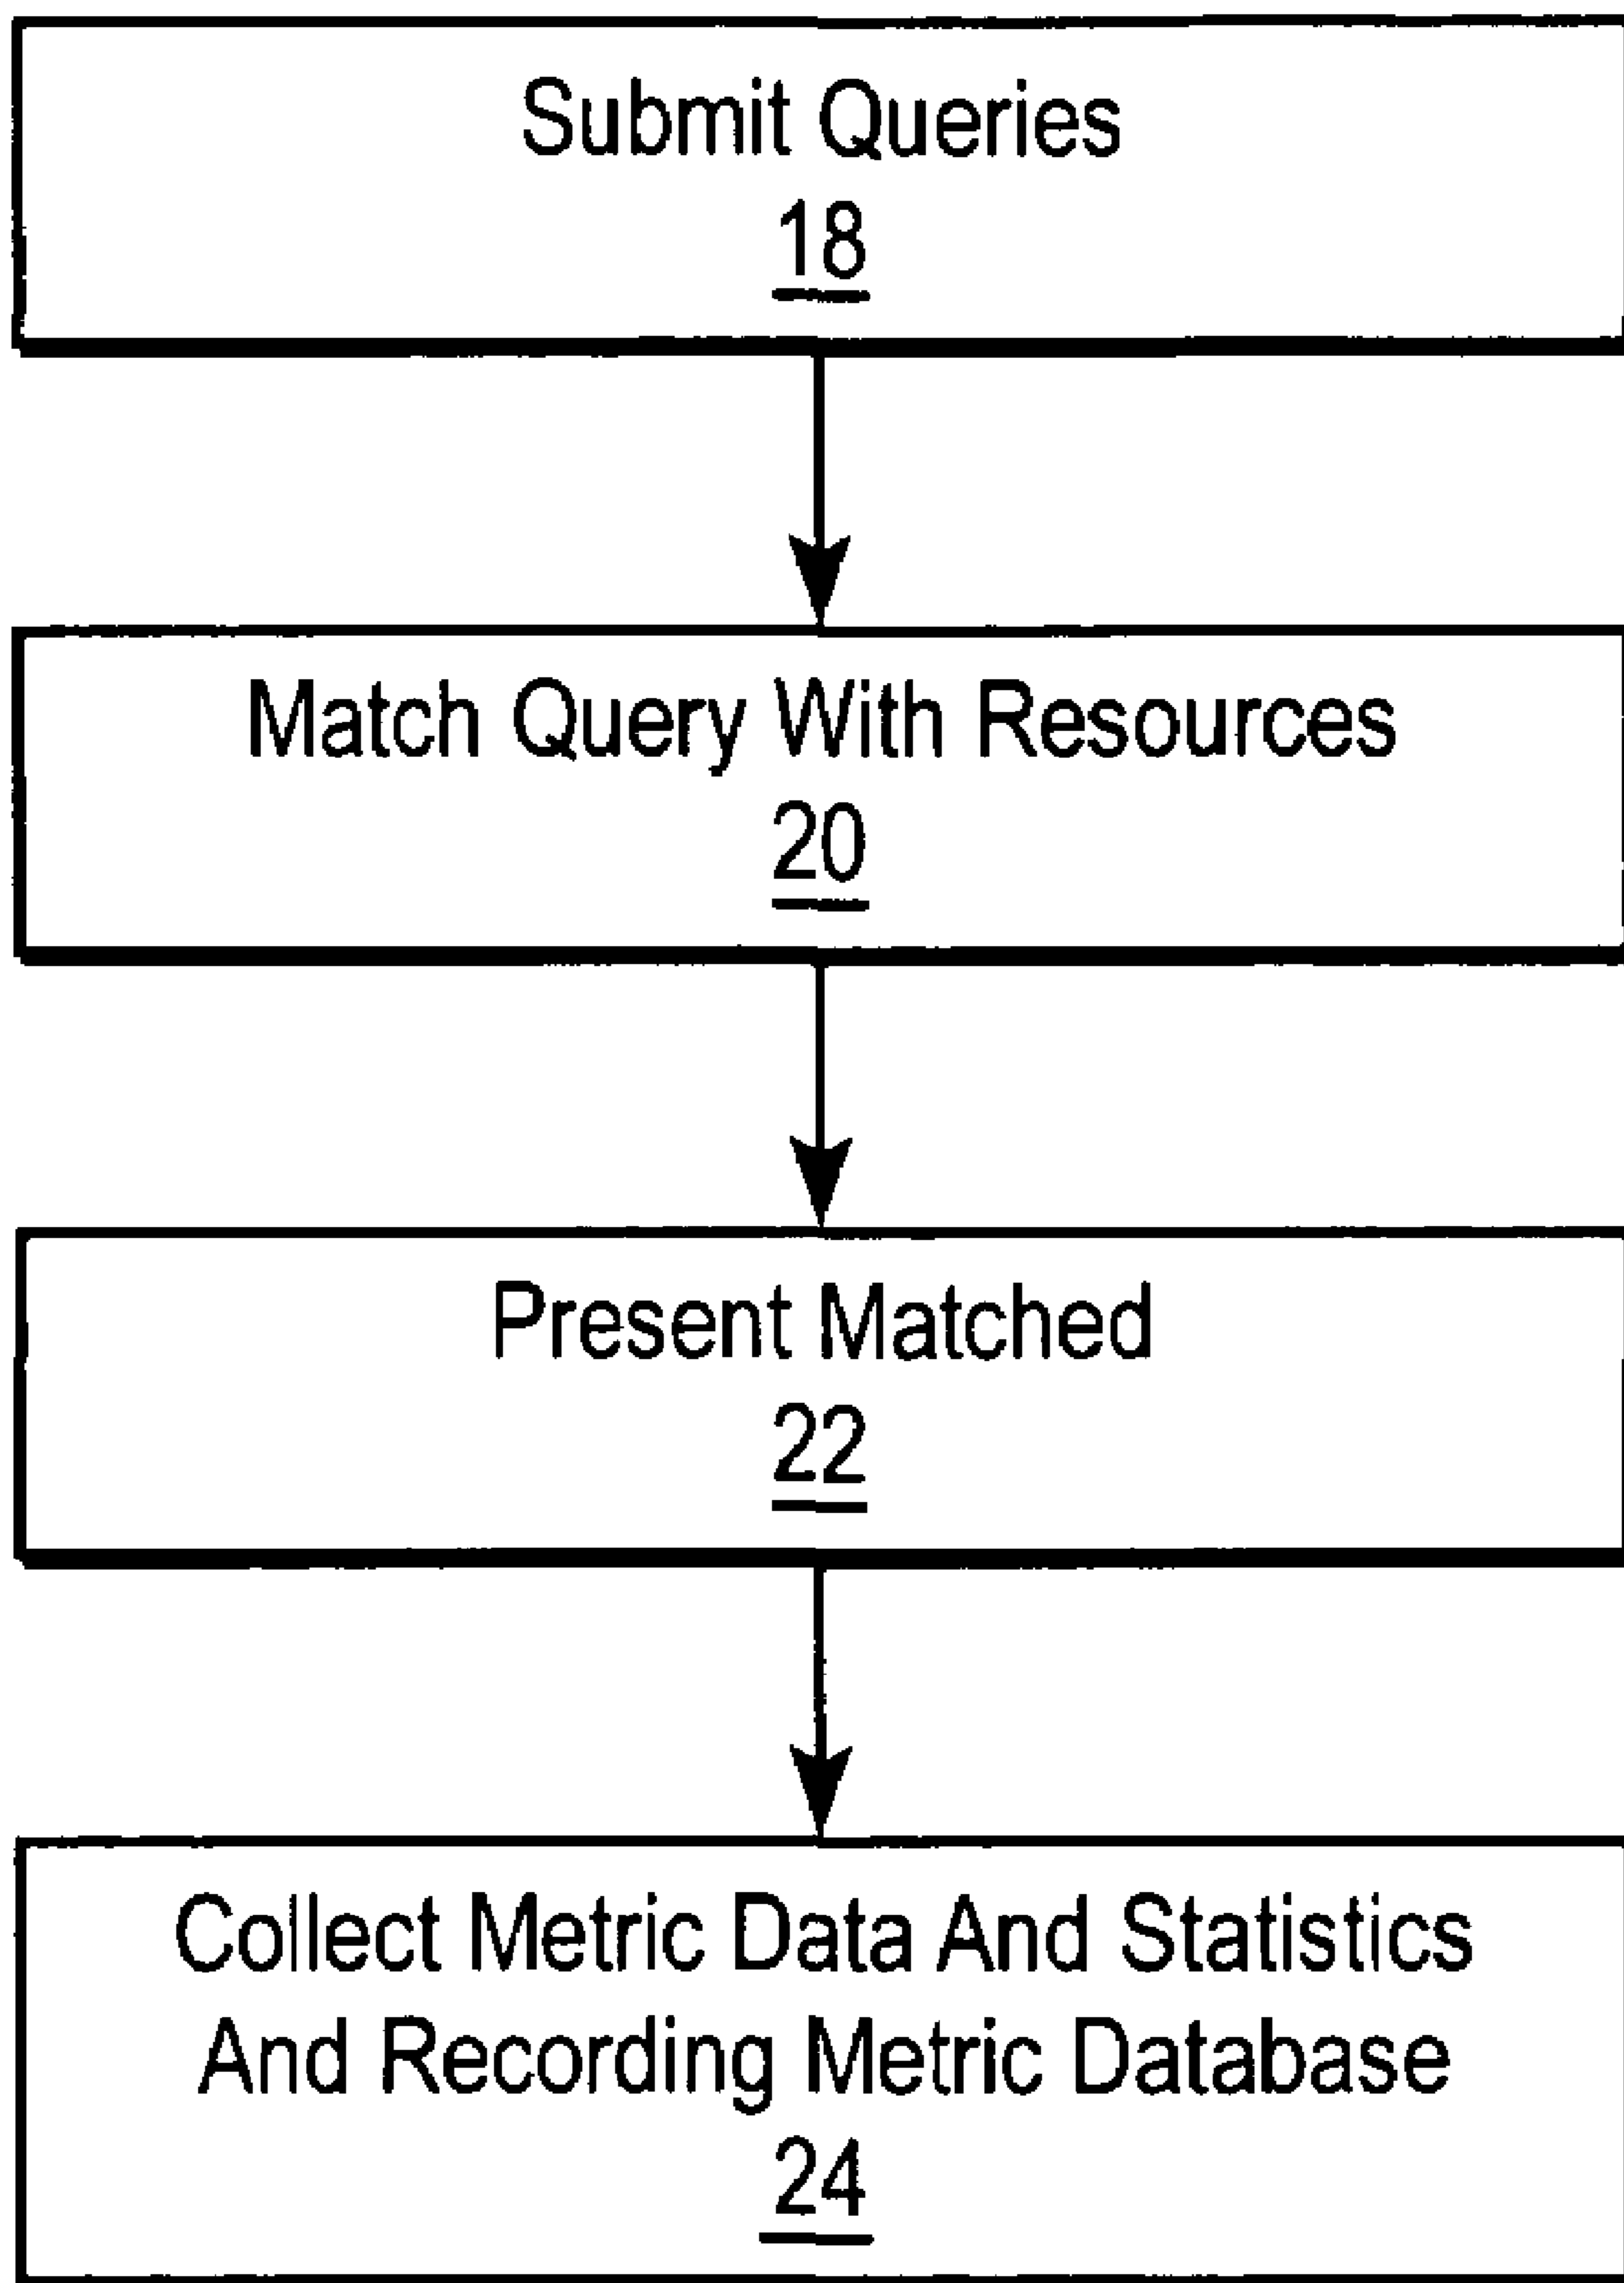 Submit Queries
18
Match Query With Resources
20
Present Matched
22
Collect Metric Data And Statistics
And Recording Metric Database
24